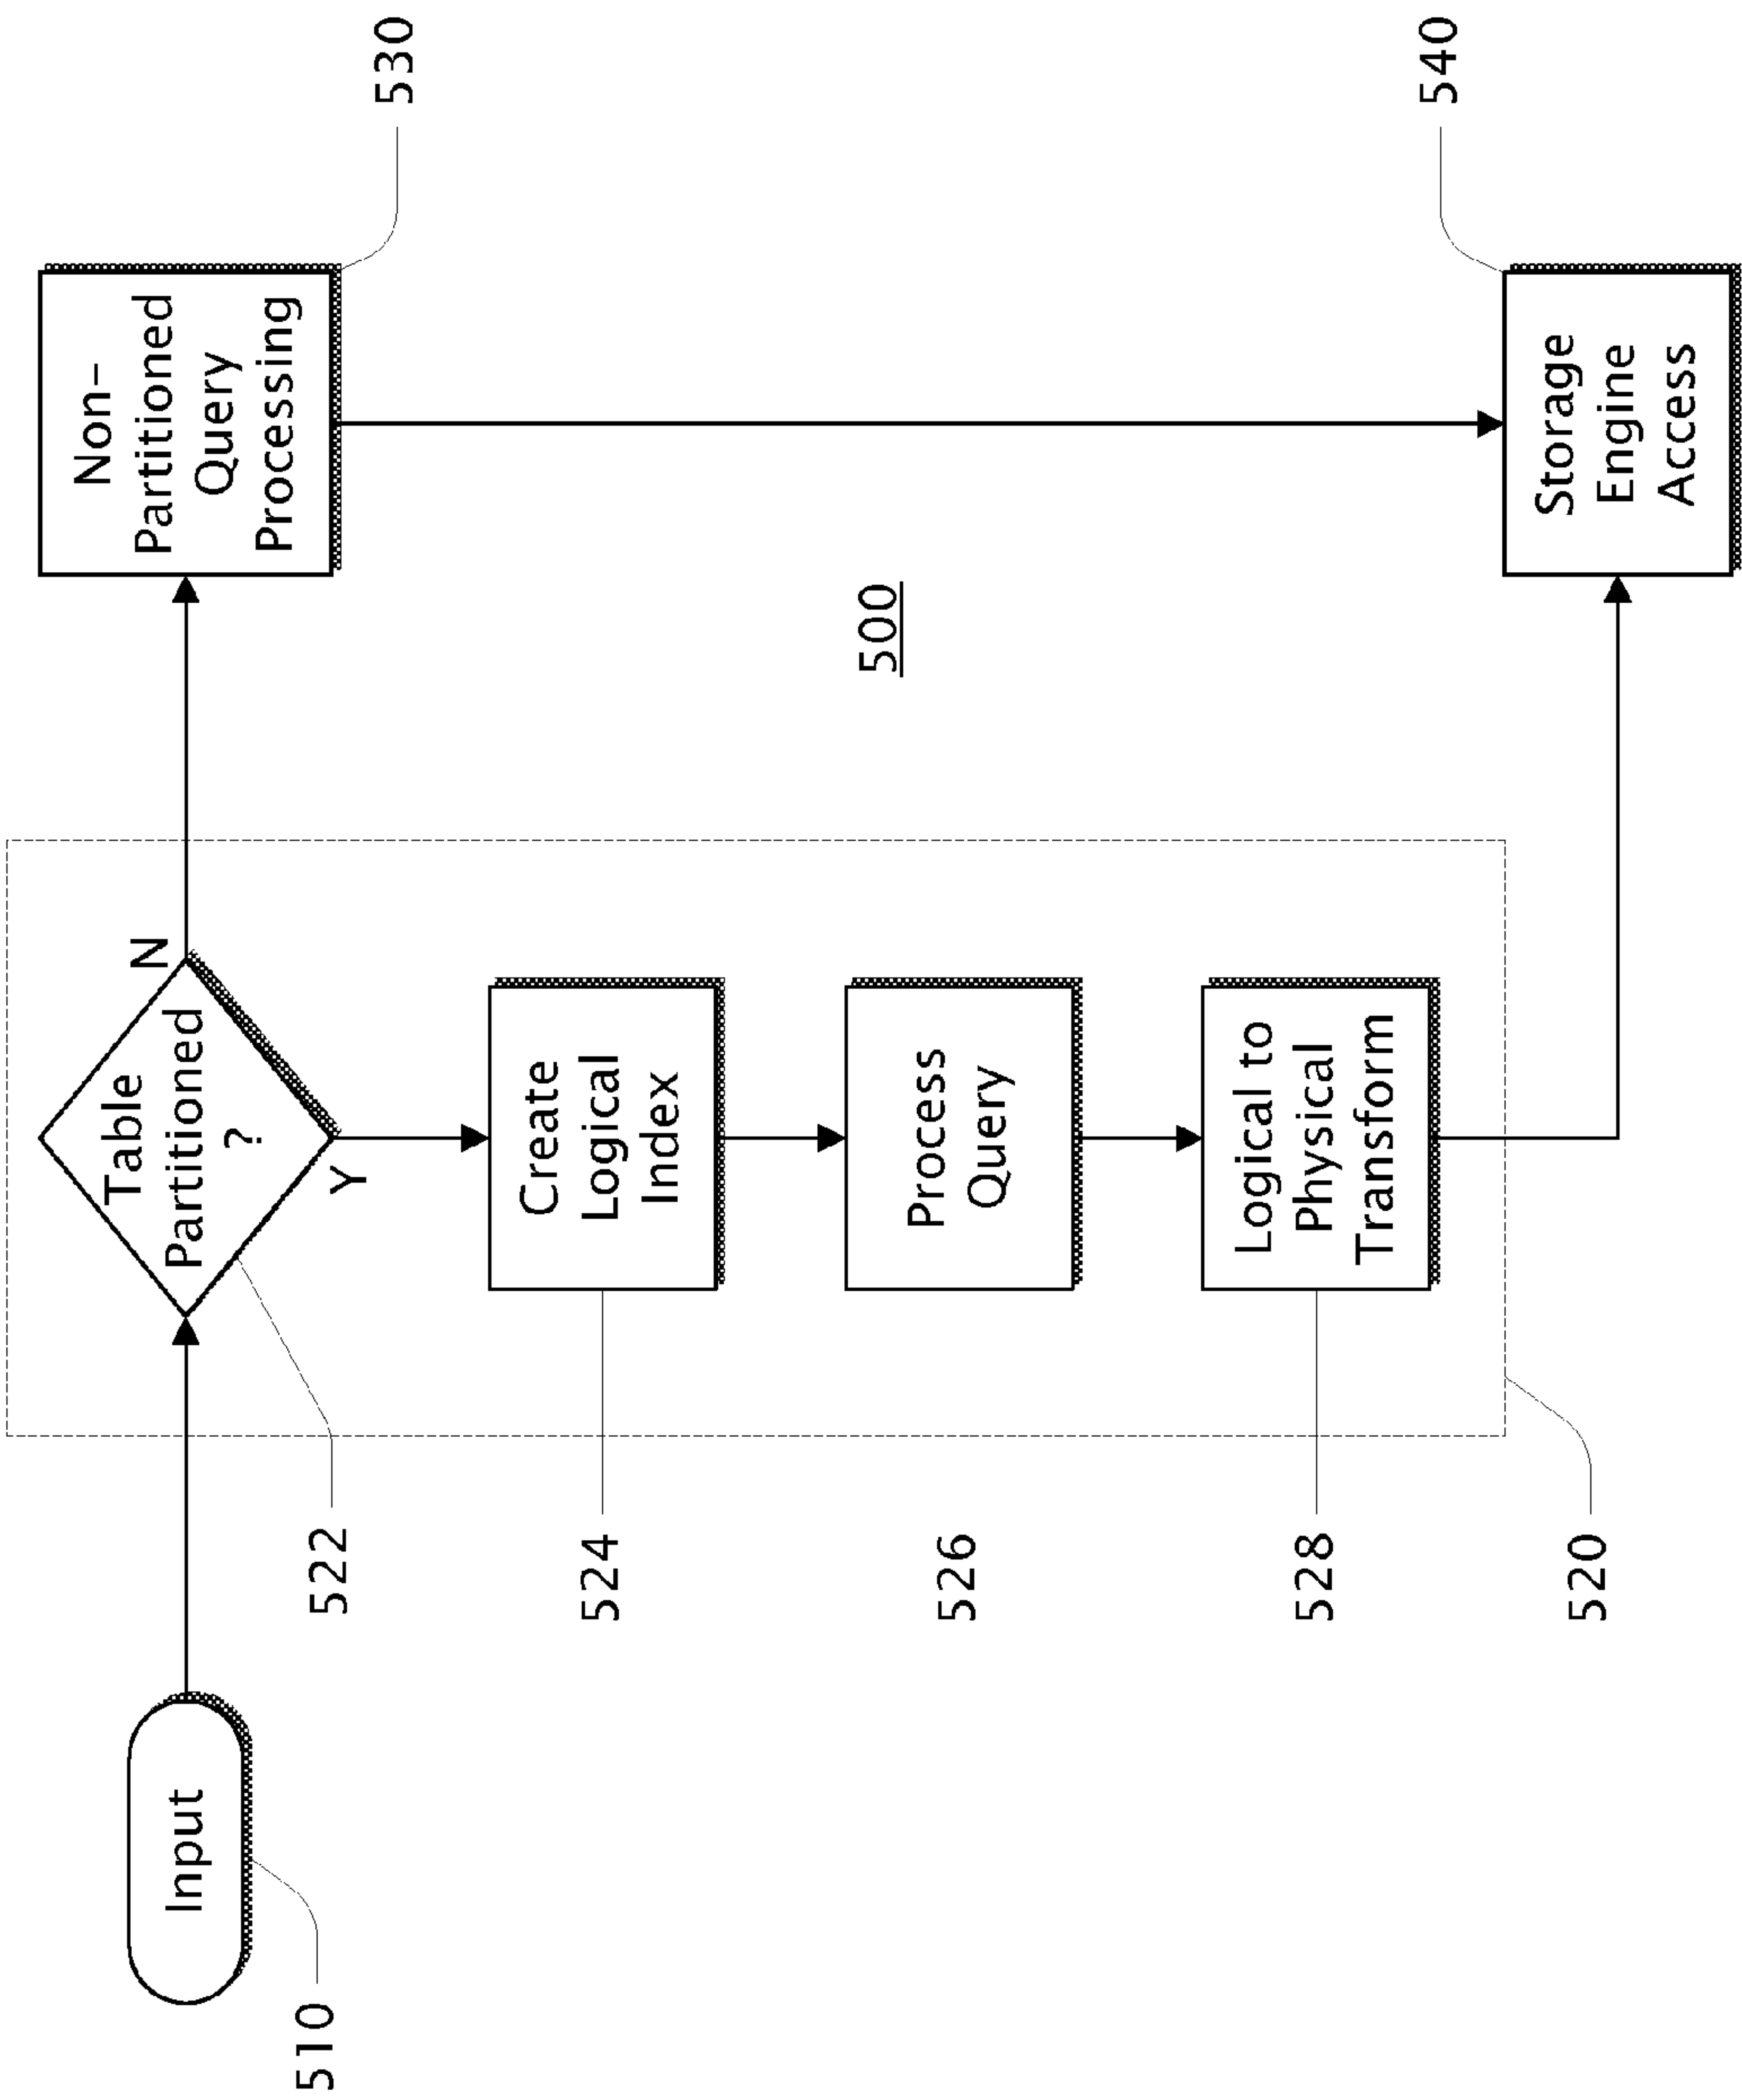 Input
510
Table
Partitioned
?
N
Y
522
Non-
Partitioned
Query
Processing
530
Create
Logical
Index
524
Process
Query
526
500
Logical to
Physical
Transform
528
520
Storage
Engine
Access
540